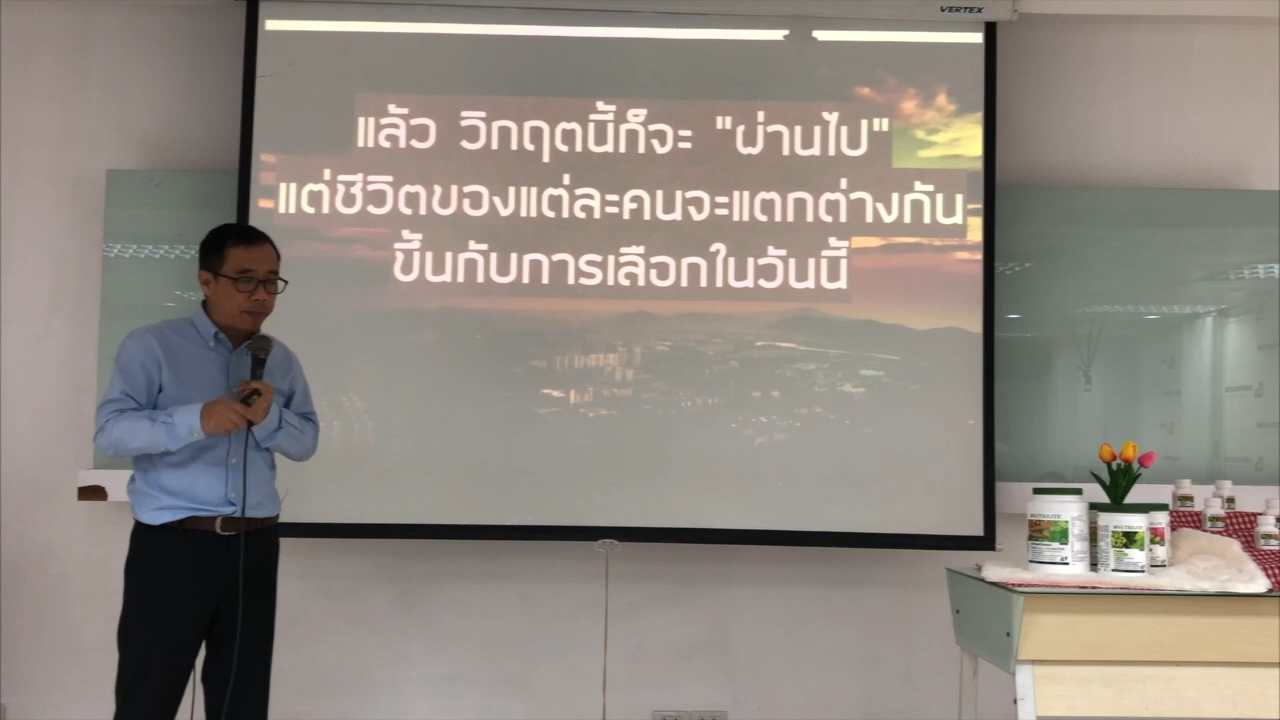 VERTEX
แล้ว วิกฤตนี้ก็จะ "ผ่านไป"
แต่ชีวิตของแต่ละคนจะแตกต่างกัน
ขึ้นกับการเลือกในวันนี้
NUTRILITE
NUTRILITE